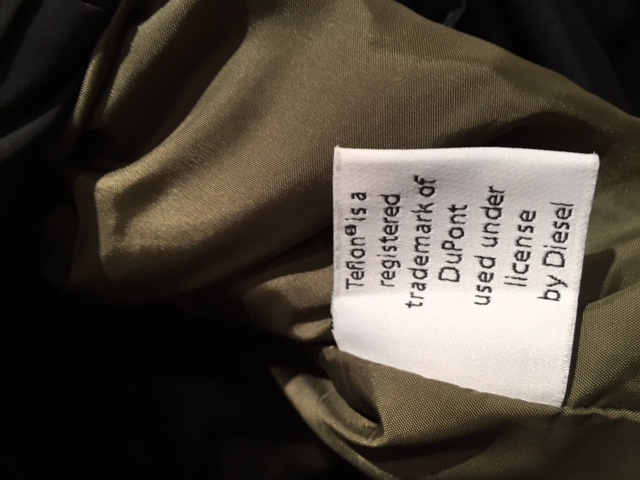 Teflon® is a
registered
trademark of
DuPont
used under
license
by Diesel